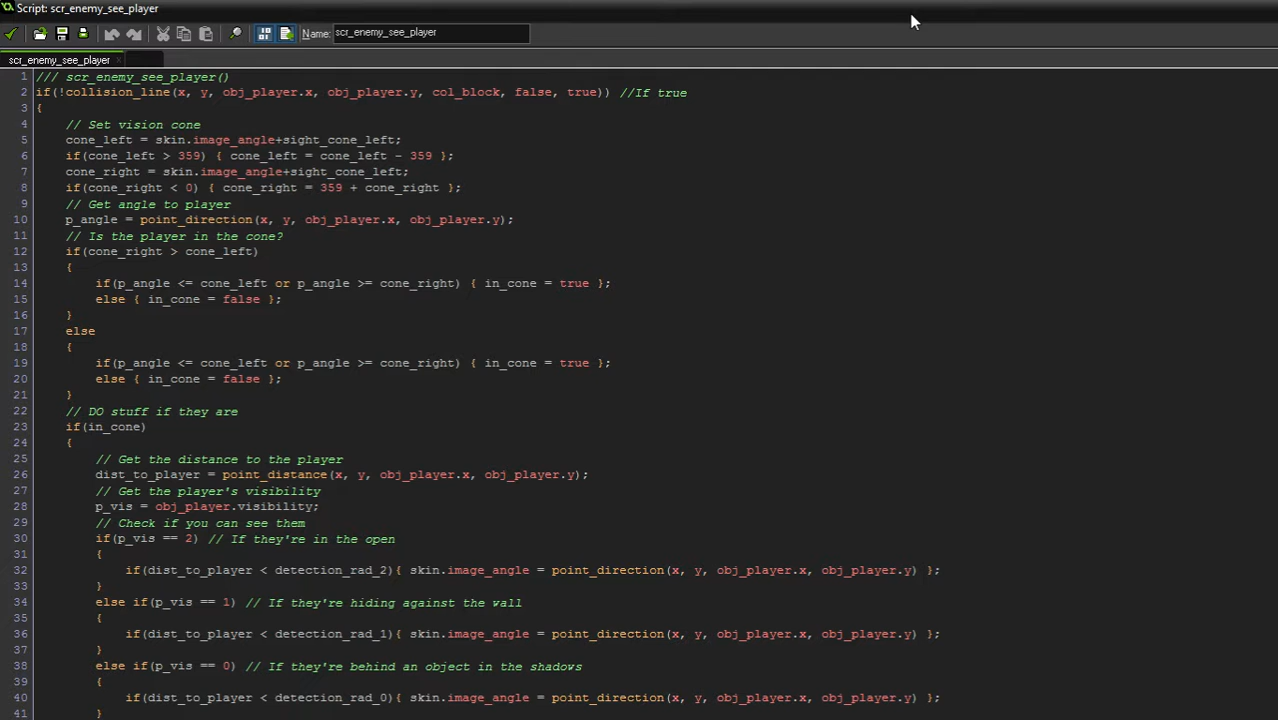 Script: scr_enemy_see_player
Name: scr_enemy_see_player
scr_enemy_see_player ×
1 /// scr_enemy_see_player()
2 if(!collision_line(x, y, obj_player.x, obj_player.y, col_block, false, true)) //If true
3 {
4 // Set vision cone
5 cone_left = skin.image_angle+sight_cone_left;
6 if(cone_left > 359) { cone_left = cone_left - 359 };
7 cone_right = skin.image_angle+sight_cone_left;
8 if(cone_right < 0) { cone_right = 359 + cone_right };
9 // Get angle to player
10 p_angle = point_direction(x, y, obj_player.x, obj_player.y);
11 // Is the player in the cone?
12 if(cone_right > cone_left)
13 {
14 if(p_angle <= cone_left or p_angle >= cone_right) { in_cone = true };
15 else { in_cone = false };
16 }
17 else
18 {
19 if(p_angle <= cone_left or p_angle >= cone_right) { in_cone = true };
20 else { in_cone = false };
21 }
22 // DO stuff if they are
23 if(in_cone)
24 {
25 // Get the distance to the player
26 dist_to_player = point_distance(x, y, obj_player.x, obj_player.y);
27 // Get the player's visibility
28 p_vis = obj_player.visibility;
29 // Check if you can see them
30 if(p_vis == 2) // If they're in the open
31 {
32 if(dist_to_player < detection_rad_2){ skin.image_angle = point_direction(x, y, obj_player.x, obj_player.y) };
33 }
34 else if(p_vis == 1) // If they're hiding against the wall
35 {
36 if(dist_to_player < detection_rad_1){ skin.image_angle = point_direction(x, y, obj_player.x, obj_player.y) };
37 }
38 else if(p_vis == 0) // If they're behind an object in the shadows
39 {
40 if(dist_to_player < detection_rad_0){ skin.image_angle = point_direction(x, y, obj_player.x, obj_player.y) };
41 }